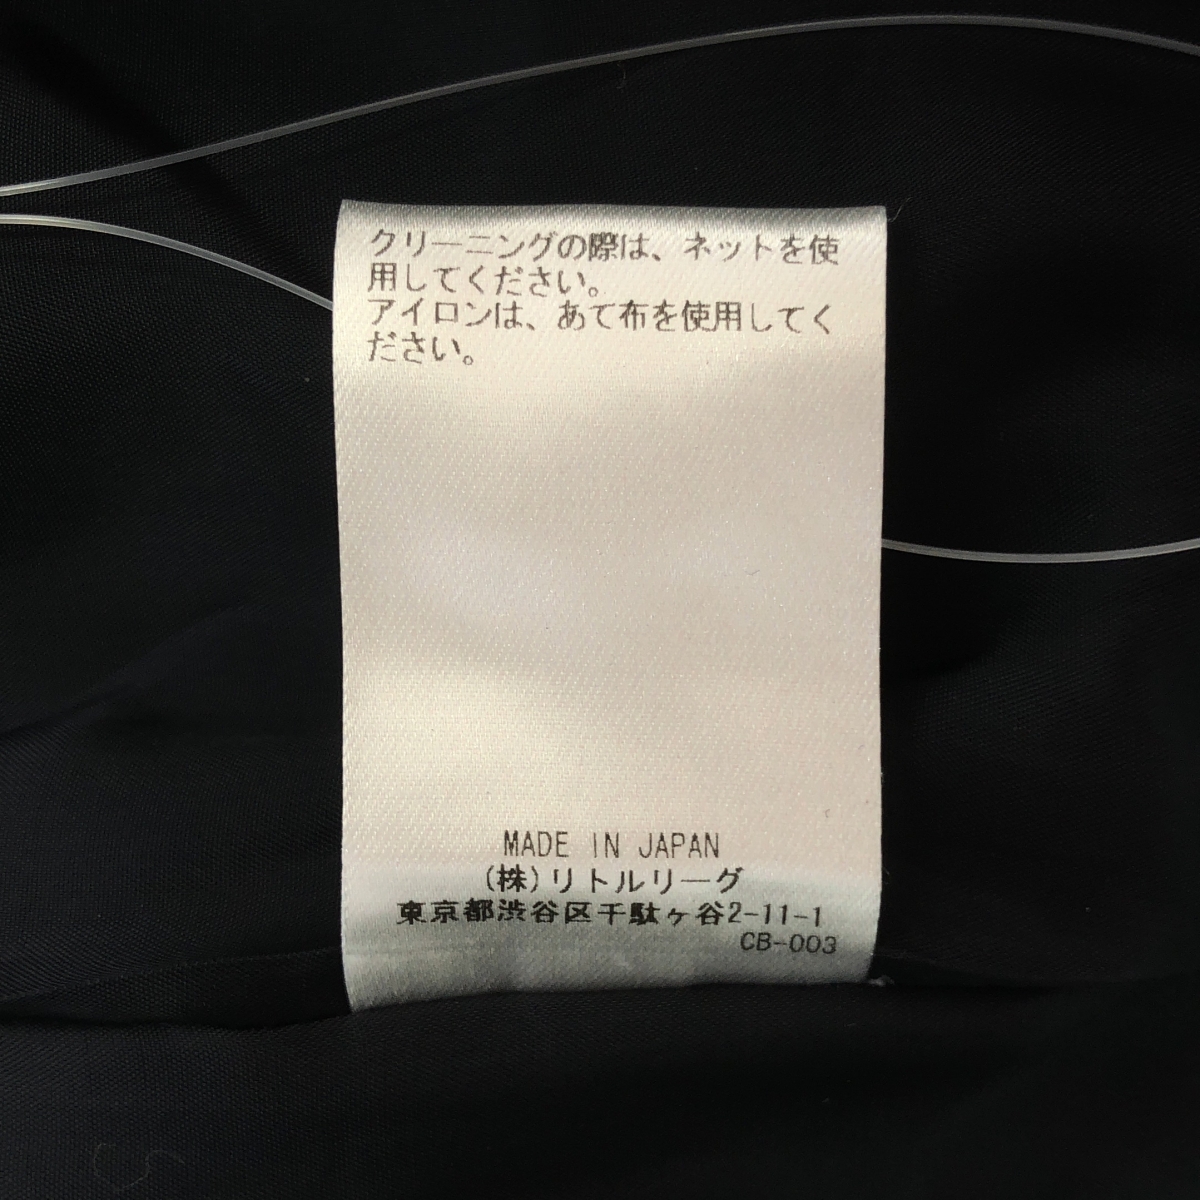 クリーニングの際は、ネットを使
用してください。
アイロンは、あて布を使用してく
ださい。
MADE IN JAPAN
(株)リトルリーグ
東京都渋谷区千駄ヶ谷2-11-1
CB-003